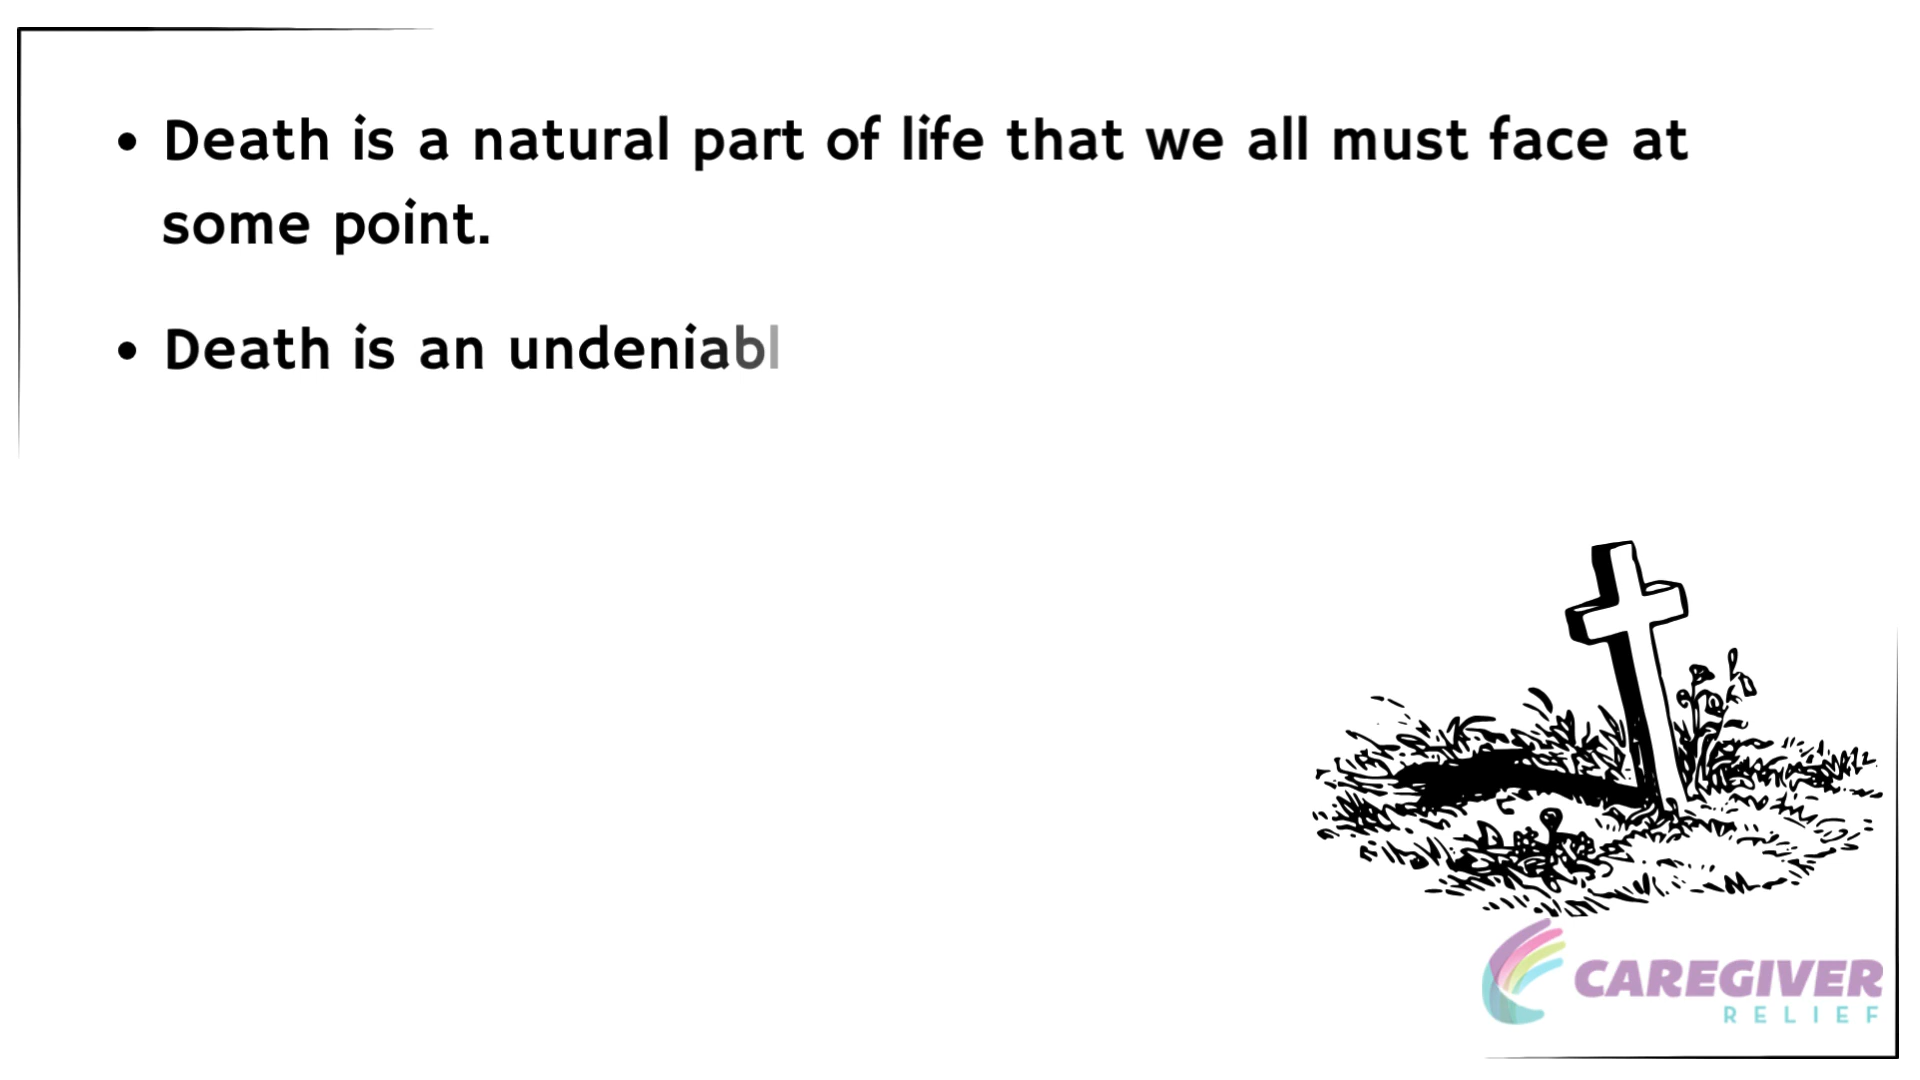 • Death is a natural part of life that we all must face at
some point.
• Death is an undeniabl
CAREGIVER
RELIEF